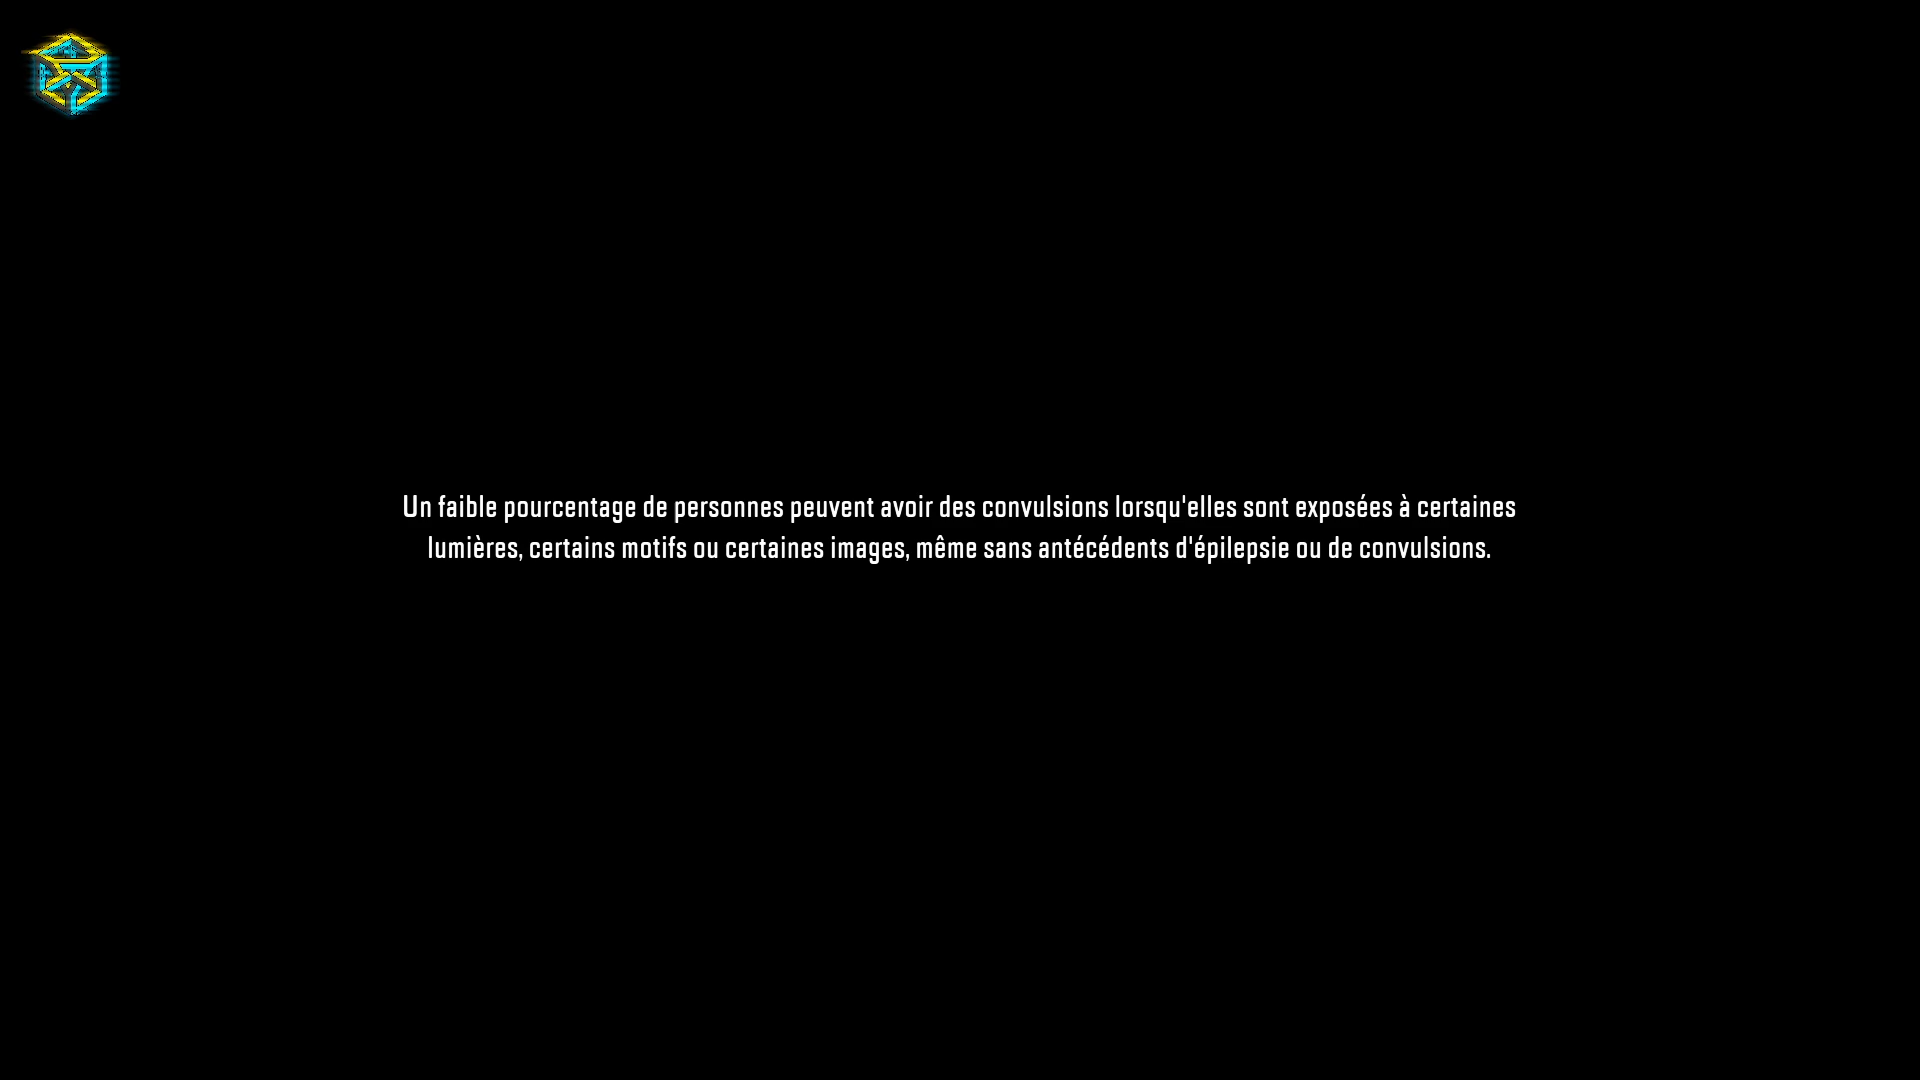 Un faible pourcentage de personnes peuvent avoir des convulsions lorsqu'elles sont exposées à certaines
lumières, certains motifs ou certaines images, même sans antécédents d'épilepsie ou de convulsions.